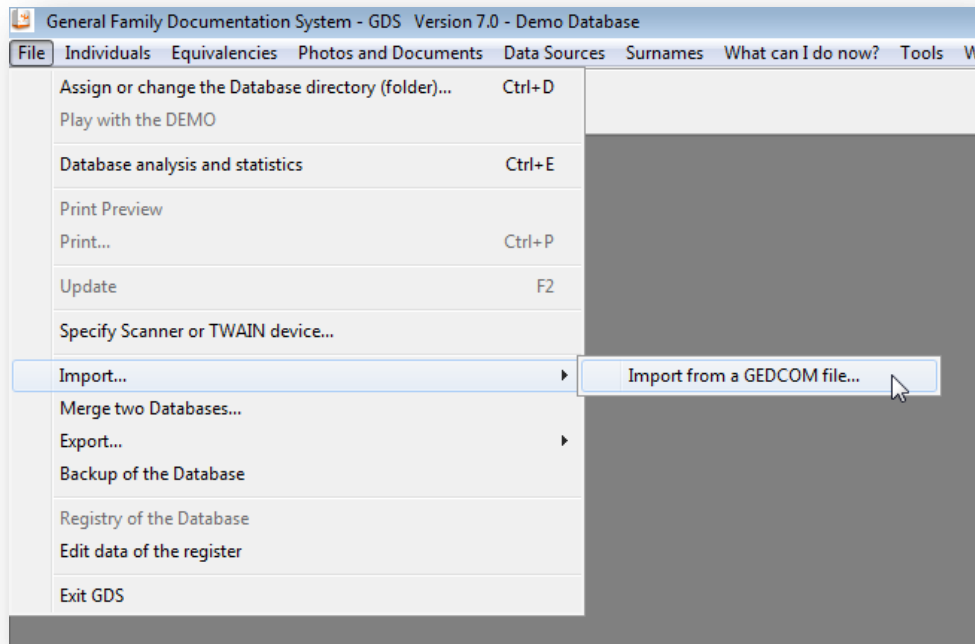 General Family Documentation System - GDS Version 7.0 - Demo Database
File Individuals Equivalencies Photos and Documents Data Sources Surnames What can I do now? Tools
Assign or change the Database directory (folder)... Ctrl+D
Play with the DEMO
Database analysis and statistics Ctrl+E
Print Preview
Print... Ctrl+P
Update F2
Specify Scanner or TWAIN device...
Import... Import from a GEDCOM file...
Merge two Databases...
Export...
Backup of the Database
Registry of the Database
Edit data of the register
Exit GDS